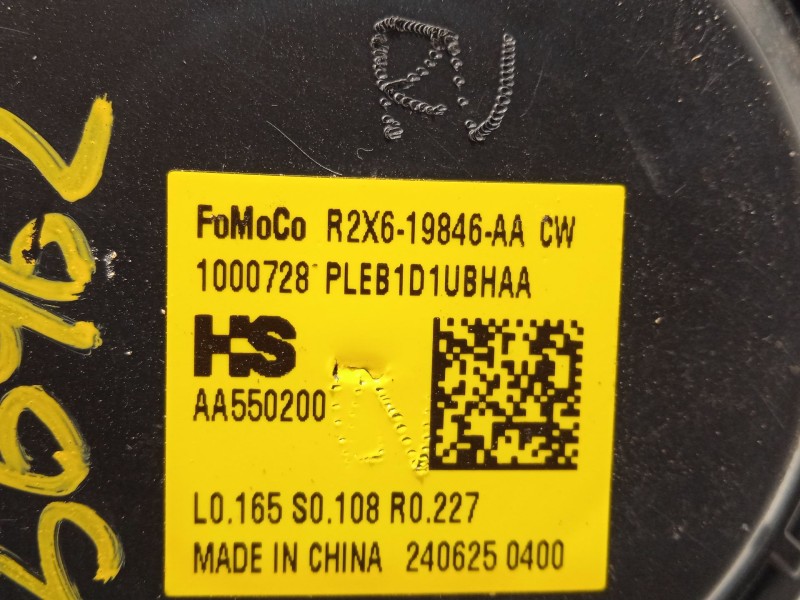 FoMoCo R2X6-19846-AA CW
1000728 PLEB1D1UBHAA
HS
AA550200
L0.165 S0.108 R0.227
MADE IN CHINA 240625 0400